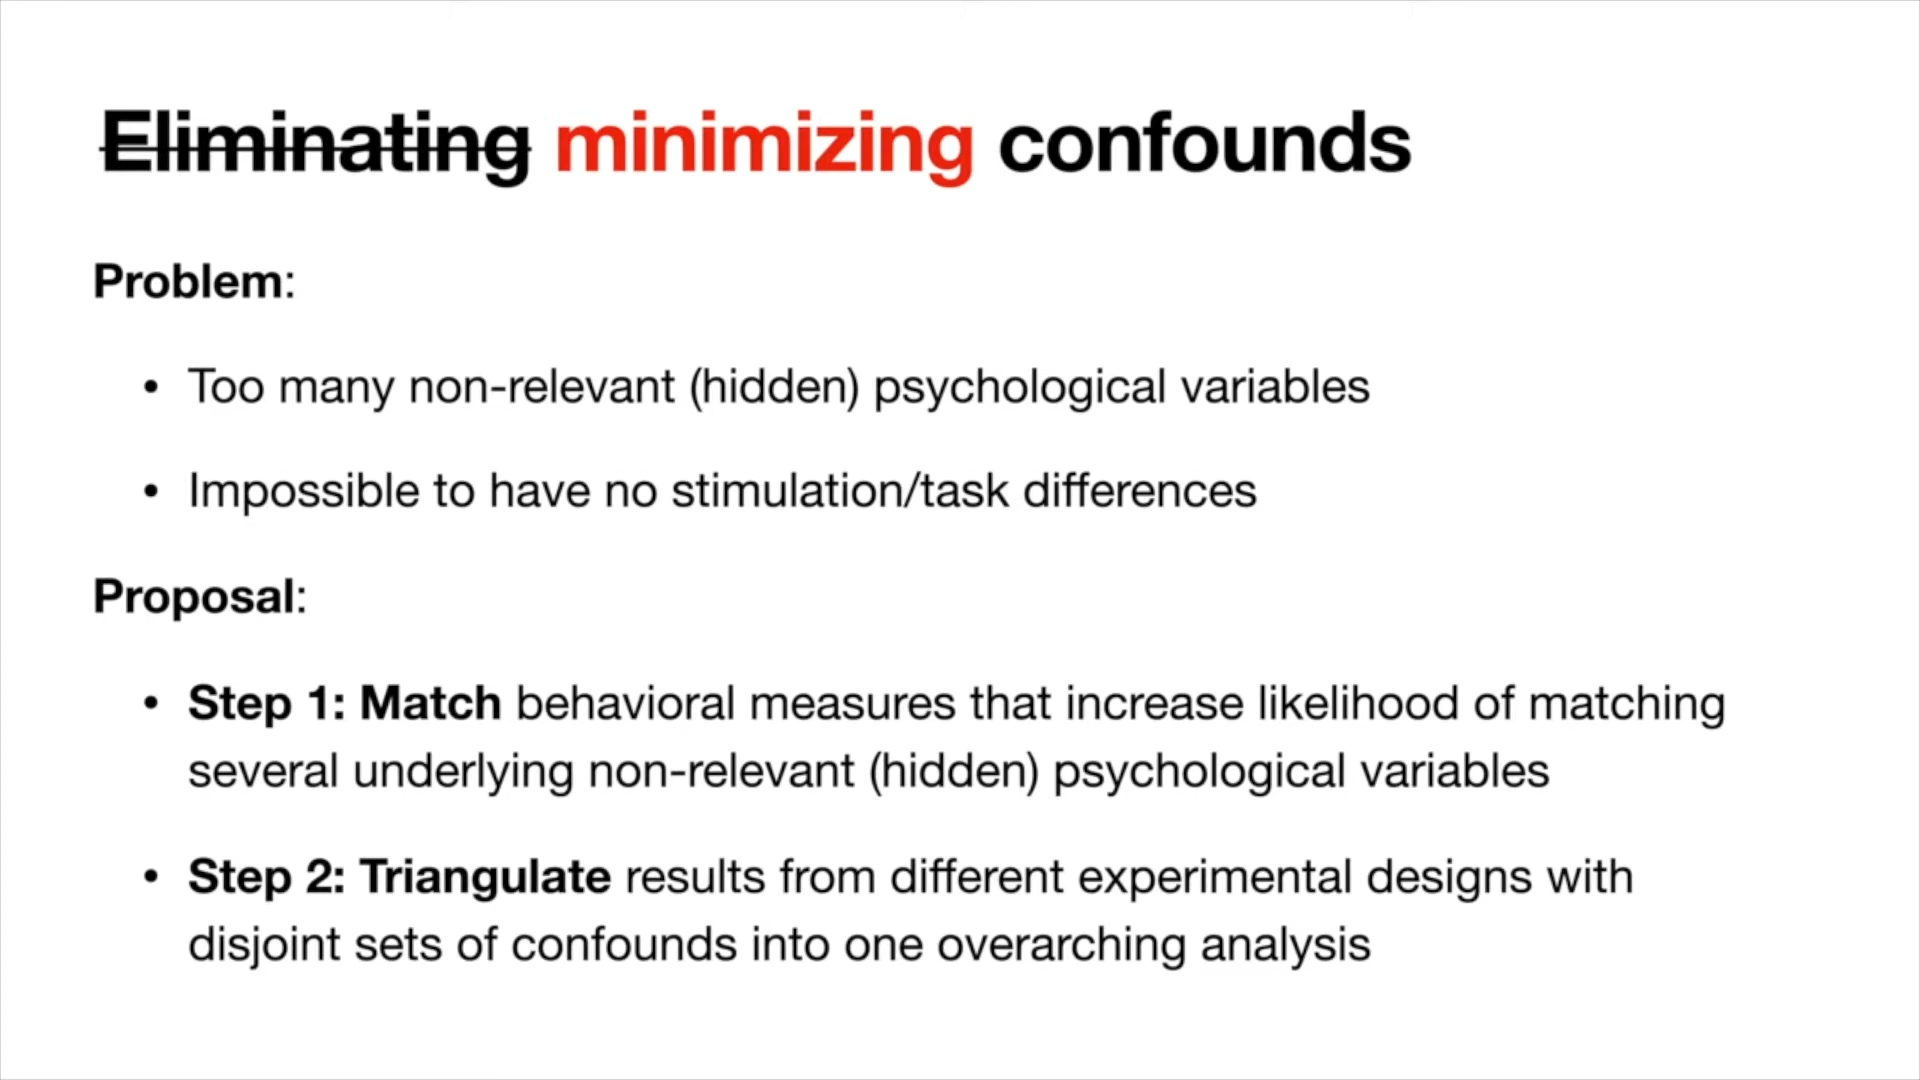 Eliminating minimizing confounds
Problem:
• Too many non-relevant (hidden) psychological variables
• Impossible to have no stimulation/task differences
Proposal:
• Step 1: Match behavioral measures that increase likelihood of matching
several underlying non-relevant (hidden) psychological variables
• Step 2: Triangulate results from different experimental designs with
disjoint sets of confounds into one overarching analysis